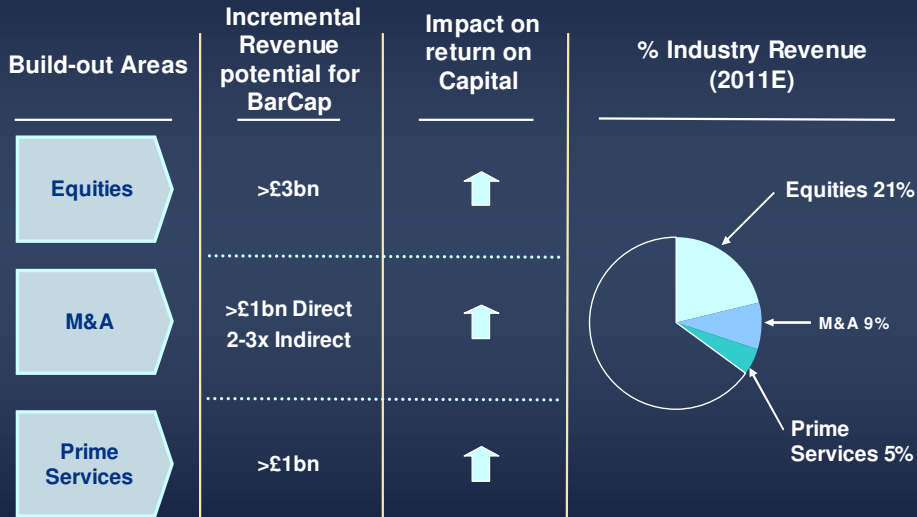 Build-out Areas
Incremental
Revenue
potential for
BarCap
Impact on
return on
Capital
% Industry Revenue
(2011E)
Equities
>£3bn
Equities 21%
M&A
>£1bn Direct
2-3x Indirect
M&A 9%
Prime
Services
>£1bn
Prime
Services 5%